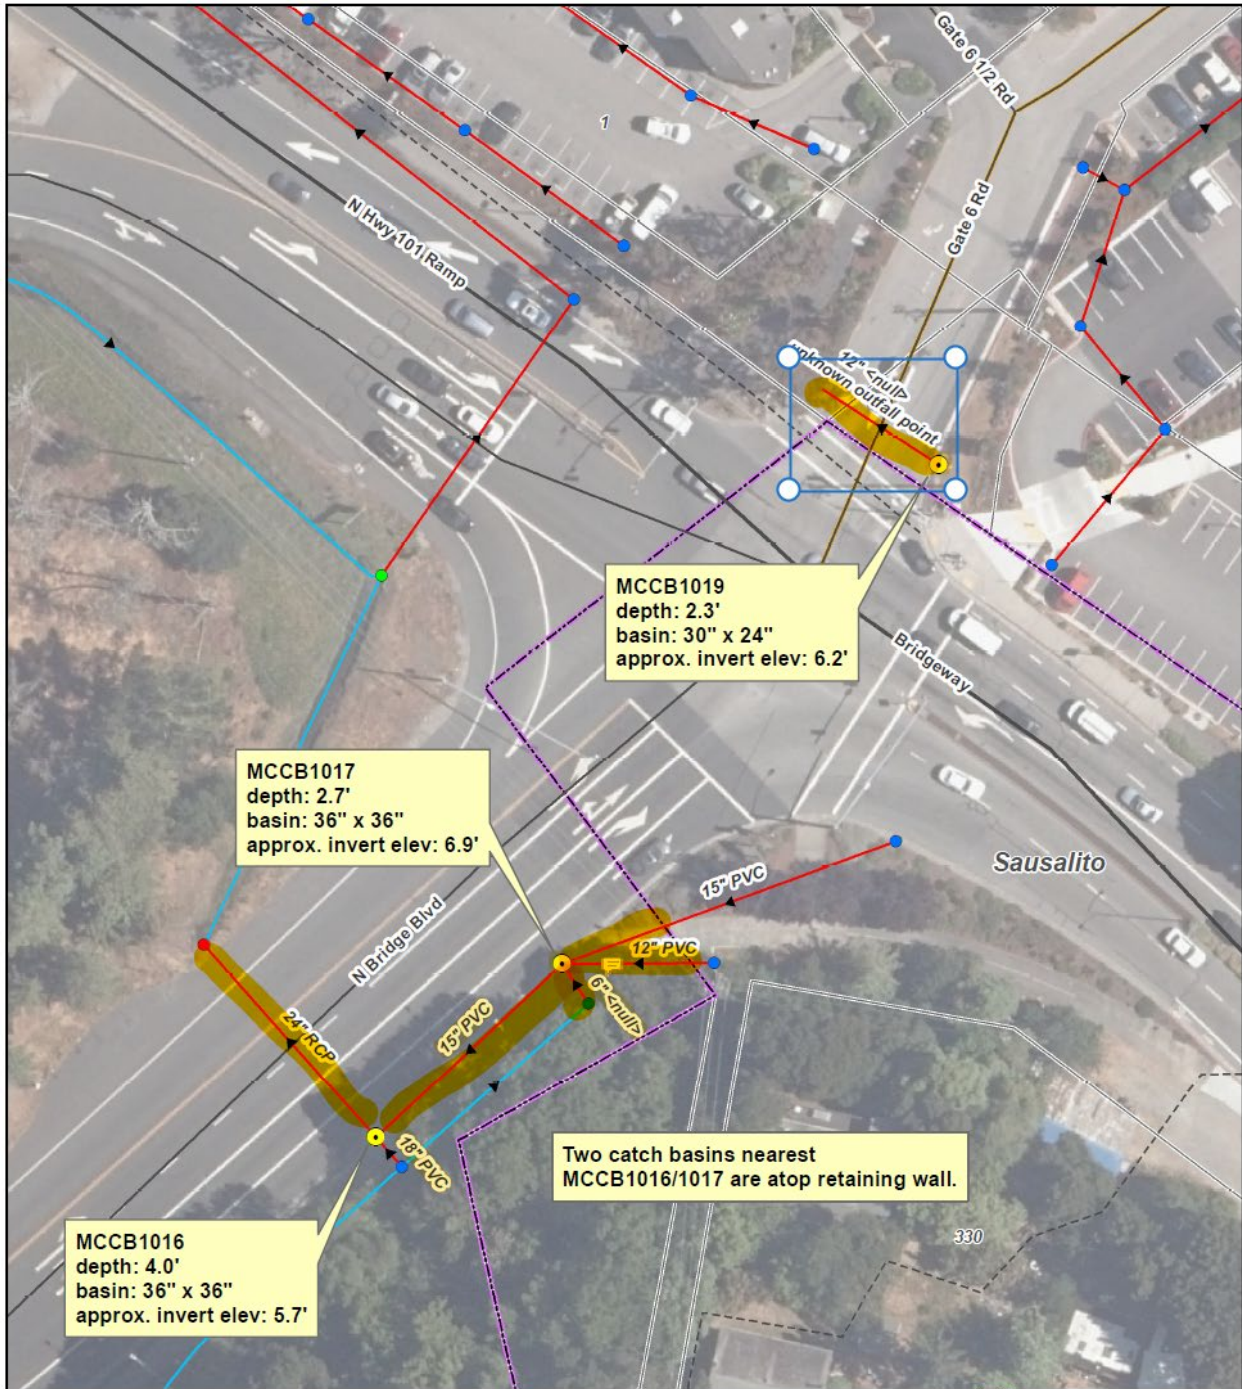 Gate 6 1/2 Rd
1
N Hwy 101 Ramp
Gate 6 Rd
12" <null>
unknown outfall point
MCCB1019
depth: 2.3'
basin: 30" x 24"
approx. invert elev: 6.2'
Bridgeway
MCCB1017
depth: 2.7'
basin: 36" x 36"
approx. invert elev: 6.9'
Sausalito
15" PVC
N Bridge Blvd
12" PVC
6" <null>
15" PVC
24" RCP
18" PVC
Two catch basins nearest
MCCB1016/1017 are atop retaining wall.
330
MCCB1016
depth: 4.0'
basin: 36" x 36"
approx. invert elev: 5.7'